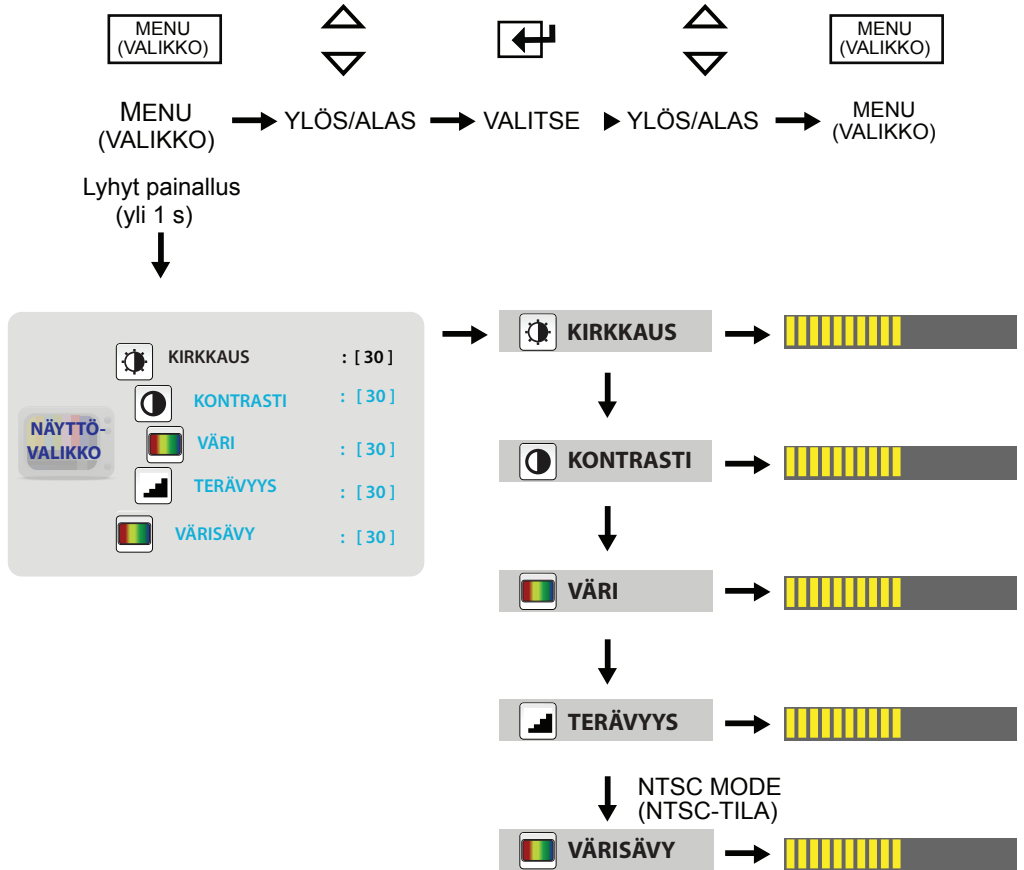 MENU
(VALIKKO)
MENU
(VALIKKO)
MENU
(VALIKKO)
YLÖS/ALAS
VALITSE
YLÖS/ALAS
MENU
(VALIKKO)
Lyhyt painallus
(yli 1 s)
NÄYTTÖ-
VALIKKO
KIRKKAUS : [ 30 ]
KONTRASTI : [ 30 ]
VÄRI : [ 30 ]
TERÄVYYS : [ 30 ]
VÄRISÄVY : [ 30 ]
KIRKKAUS
KONTRASTI
VÄRI
TERÄVYYS
NTSC MODE
(NTSC-TILA)
VÄRISÄVY